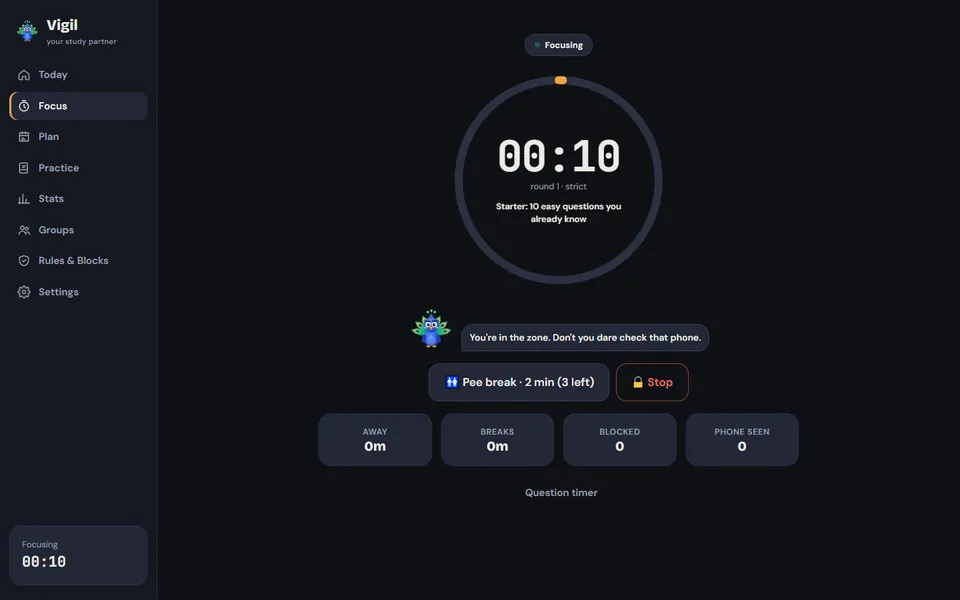 Vigil
your study partner
Today
Focus
Plan
Practice
Stats
Groups
Rules & Blocks
Settings
Focusing
00:10
Focusing
00:10
round 1 · strict
Starter: 10 easy questions you
already know
You're in the zone. Don't you dare check that phone.
Pee break · 2 min (3 left)
Stop
AWAY
0m
BREAKS
0m
BLOCKED
0
PHONE SEEN
0
Question timer